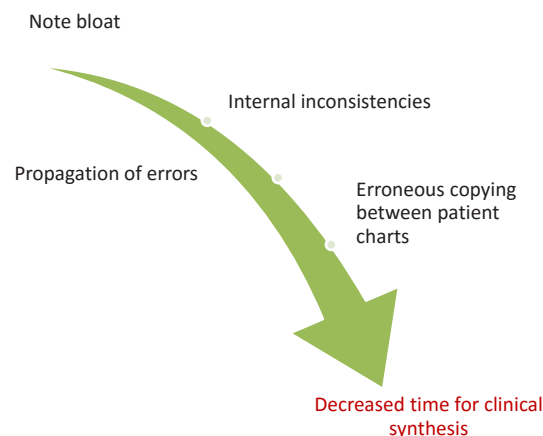 Note bloat
Internal inconsistencies
Propagation of errors
Erroneous copying
between patient
charts
Decreased time for clinical
synthesis